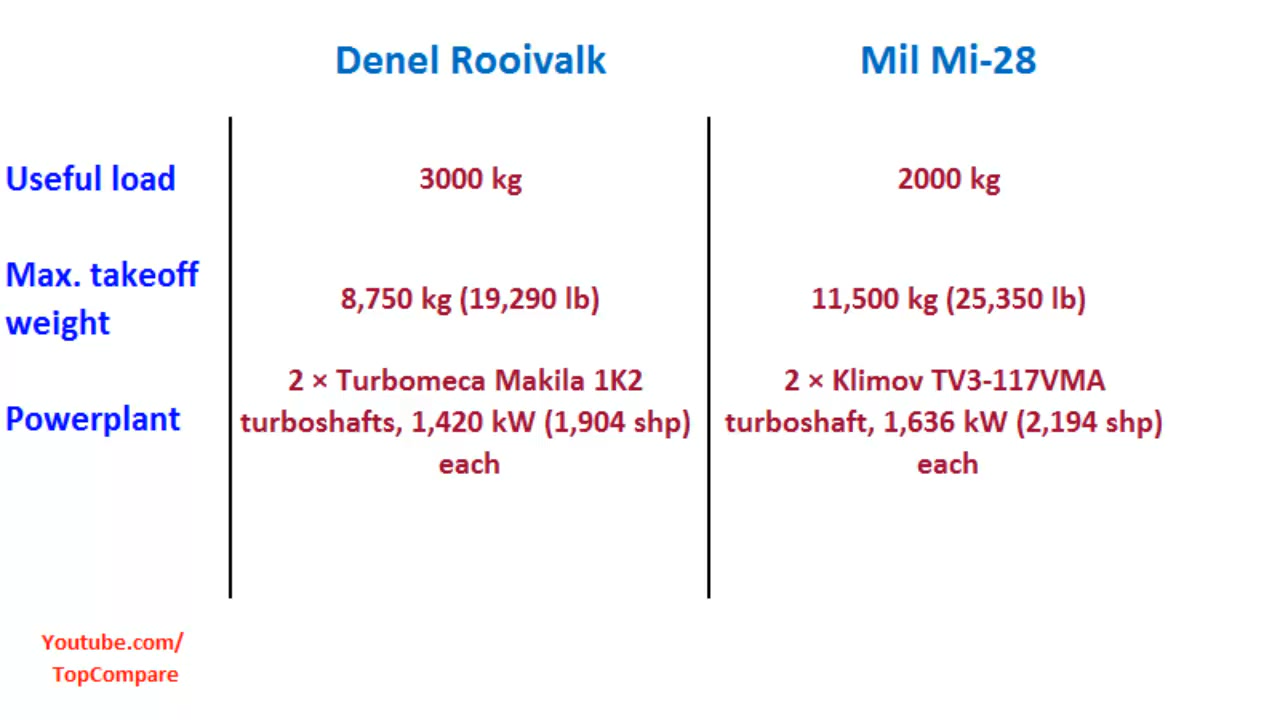 Denel Rooivalk
Mil Mi-28
Useful load
3000 kg
2000 kg
Max. takeoff
weight
8,750 kg (19,290 lb)
11,500 kg (25,350 lb)
Powerplant
2 × Turbomeca Makila 1K2
turboshafts, 1,420 kW (1,904 shp)
each
2 × Klimov TV3-117VMA
turboshaft, 1,636 kW (2,194 shp)
each
Youtube.com/
TopCompare